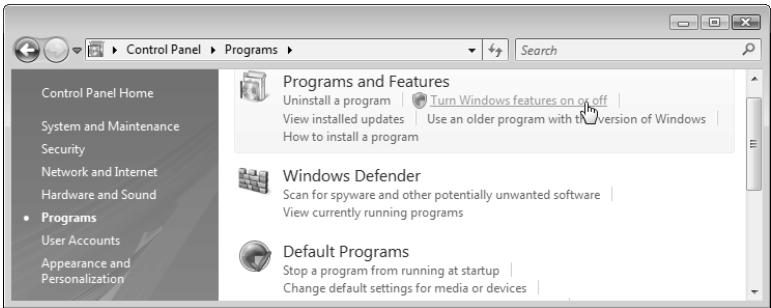 Control Panel Programs
Search
Control Panel Home
System and Maintenance
Security
Network and Internet
Hardware and Sound
Programs
User Accounts
Appearance and
Personalization
Programs and Features
Uninstall a program Turn Windows features on or off
View installed updates Use an older program with this version of Windows
How to install a program
Windows Defender
Scan for spyware and other potentially unwanted software
View currently running programs
Default Programs
Stop a program from running at startup
Change default settings for media or devices